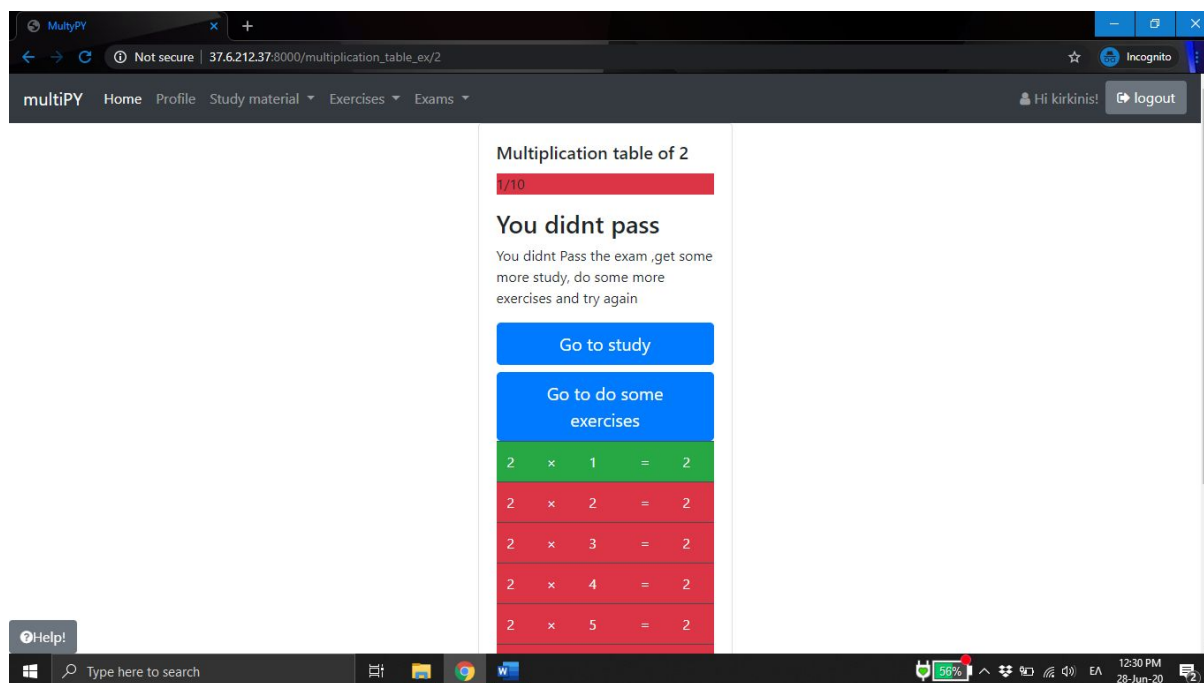 MultyPY
Not secure | 37.6.212.37:8000/multiplication_table_ex/2
Incognito
multiPY Home Profile Study material Exercises Exams Hi kirkinis! logout
Multiplication table of 2
1/10
You didnt pass
You didnt Pass the exam ,get some
more study, do some more
exercises and try again
Go to study
Go to do some
exercises
2 × 1 = 2
2 × 2 = 2
2 × 3 = 2
2 × 4 = 2
2 × 5 = 2
Help!
Type here to search
56%
ΕΛ
12:30 PM
28-Jun-20
2